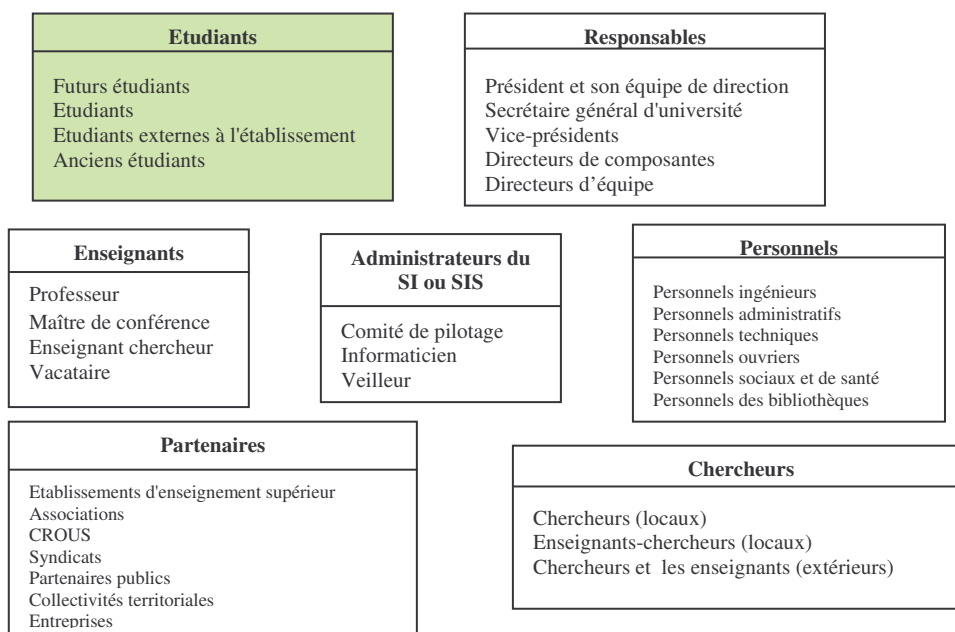 Etudiants
Futurs étudiants
Etudiants
Etudiants externes à l'établissement
Anciens étudiants
Responsables
Président et son équipe de direction
Secrétaire général d'université
Vice-présidents
Directeurs de composantes
Directeurs d'équipe
Enseignants
Professeur
Maître de conférence
Enseignant chercheur
Vacataire
Administrateurs du
SI ou SIS
Comité de pilotage
Informaticien
Veilleur
Personnels
Personnels ingénieurs
Personnels administratifs
Personnels techniques
Personnels ouvriers
Personnels sociaux et de santé
Personnels des bibliothèques
Partenaires
Etablissements d'enseignement supérieur
Associations
CROUS
Syndicats
Partenaires publics
Collectivités territoriales
Entreprises
Chercheurs
Chercheurs (locaux)
Enseignants-chercheurs (locaux)
Chercheurs et les enseignants (extérieurs)